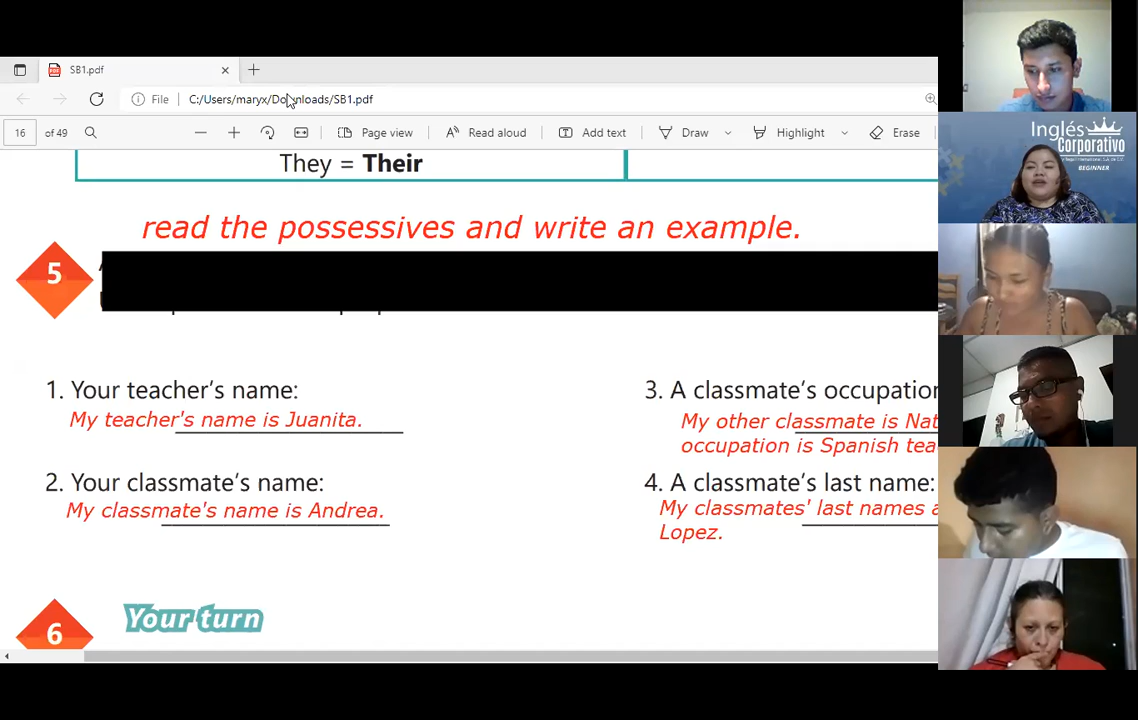 SB1.pdf
File C:/Users/maryx/Downloads/SB1.pdf
16 of 49 Page view Read aloud Add text Draw Highlight Erase
They = Their
read the possessives and write an example.
5
1. Your teacher's name:
My teacher's name is Juanita.
2. Your classmate's name:
My classmate's name is Andrea.
3. A classmate's occupation
My other classmate is Nat
occupation is Spanish tea
4. A classmate's last name:
My classmates' last names a
Lopez.
6 Your turn
Inglés
Corporativo
BEGINNER